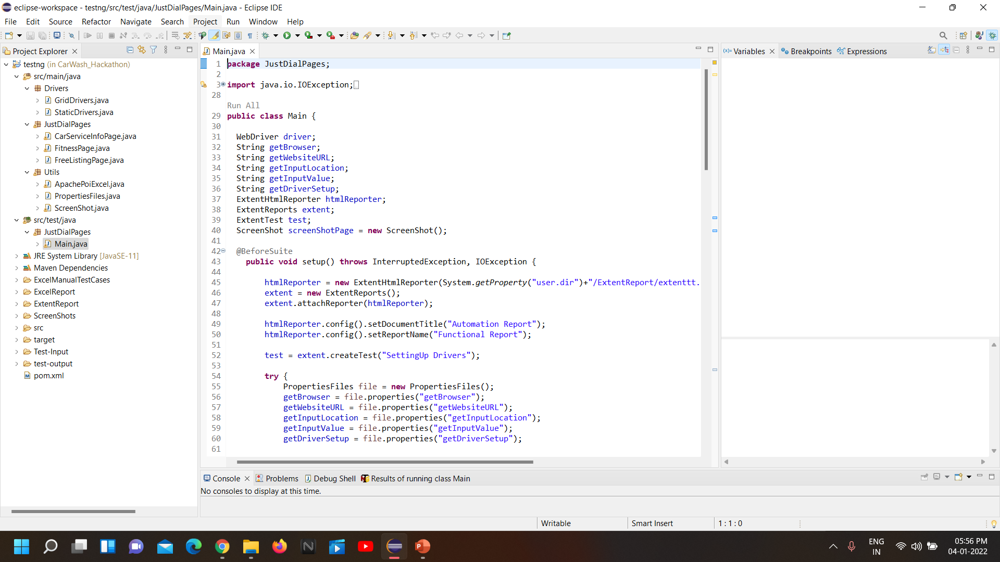 eclipse-workspace - testng/src/test/java/JustDialPages/Main.java - Eclipse IDE
File Edit Source Refactor Navigate Search Project Run Window Help
Project Explorer
testng (in CarWash_Hackathon)
src/main/java
Drivers
GridDrivers.java
StaticDrivers.java
JustDialPages
CarServiceInfoPage.java
FitnessPage.java
FreeListingPage.java
Utils
ApachePoiExcel.java
PropertiesFiles.java
ScreenShot.java
src/test/java
JustDialPages
Main.java
JRE System Library [JavaSE-11]
Maven Dependencies
ExcelManualTestCases
ExcelReport
ExtentReport
ScreenShots
src
target
Test-Input
test-output
pom.xml
Main.java
1 package JustDialPages;
2
3 import java.io.IOException;
28
Run All
29 public class Main {
30
31 WebDriver driver;
32 String getBrowser;
33 String getWebsiteURL;
34 String getInputLocation;
35 String getInputValue;
36 String getDriverSetup;
37 ExtentHtmlReporter htmlReporter;
38 ExtentReports extent;
39 ExtentTest test;
40 ScreenShot screenShotPage = new ScreenShot();
41
42 @BeforeSuite
43 public void setup() throws InterruptedException, IOException {
44
45 htmlReporter = new ExtentHtmlReporter(System.getProperty("user.dir")+"/ExtentReport/extenttt.
46 extent = new ExtentReports();
47 extent.attachReporter(htmlReporter);
48
49 htmlReporter.config().setDocumentTitle("Automation Report");
50 htmlReporter.config().setReportName("Functional Report");
51
52 test = extent.createTest("SettingUp Drivers");
53
54 try {
55 PropertiesFiles file = new PropertiesFiles();
56 getBrowser = file.properties("getBrowser");
57 getWebsiteURL = file.properties("getWebsiteURL");
58 getInputLocation = file.properties("getInputLocation");
59 getInputValue = file.properties("getInputValue");
60 getDriverSetup = file.properties("getDriverSetup");
61
(x)= Variables Breakpoints Expressions
Console Problems Debug Shell Results of running class Main
No consoles to display at this time.
Writable Smart Insert 1 : 1 : 0
ENG
IN
05:56 PM
04-01-2022